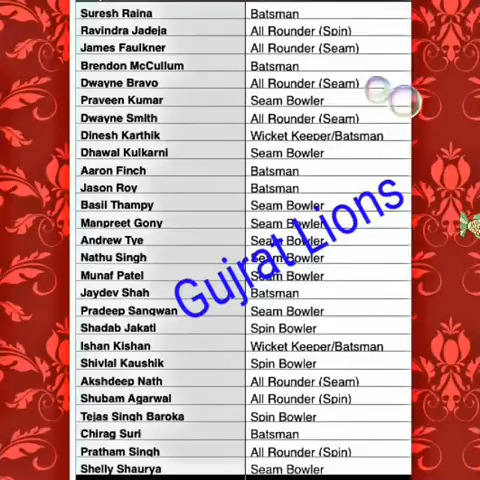 Suresh Raina Batsman
Ravindra Jadeja All Rounder (Spin)
James Faulkner All Rounder (Seam)
Brendon McCullum Batsman
Dwayne Bravo All Rounder (Seam)
Praveen Kumar Seam Bowler
Dwayne Smith All Rounder (Seam)
Dinesh Karthik Wicket Keeper/Batsman
Dhawal Kulkarni Seam Bowler
Aaron Finch Batsman
Jason Roy Batsman
Basil Thampy Seam Bowler
Manpreet Gony Seam Bowler
Andrew Tye Seam Bowler
Nathu Singh Seam Bowler
Munaf Patel Seam Bowler
Jaydev Shah Batsman
Pradeep Sangwan Seam Bowler
Shadab Jakati Spin Bowler
Ishan Kishan Wicket Keeper/Batsman
Shivlal Kaushik Spin Bowler
Akshdeep Nath All Rounder (Seam)
Shubam Agarwal All Rounder (Spin)
Tejas Singh Baroka Spin Bowler
Chirag Suri Batsman
Pratham Singh All Rounder (Spin)
Shelly Shaurya Seam Bowler
Gujrat Lions